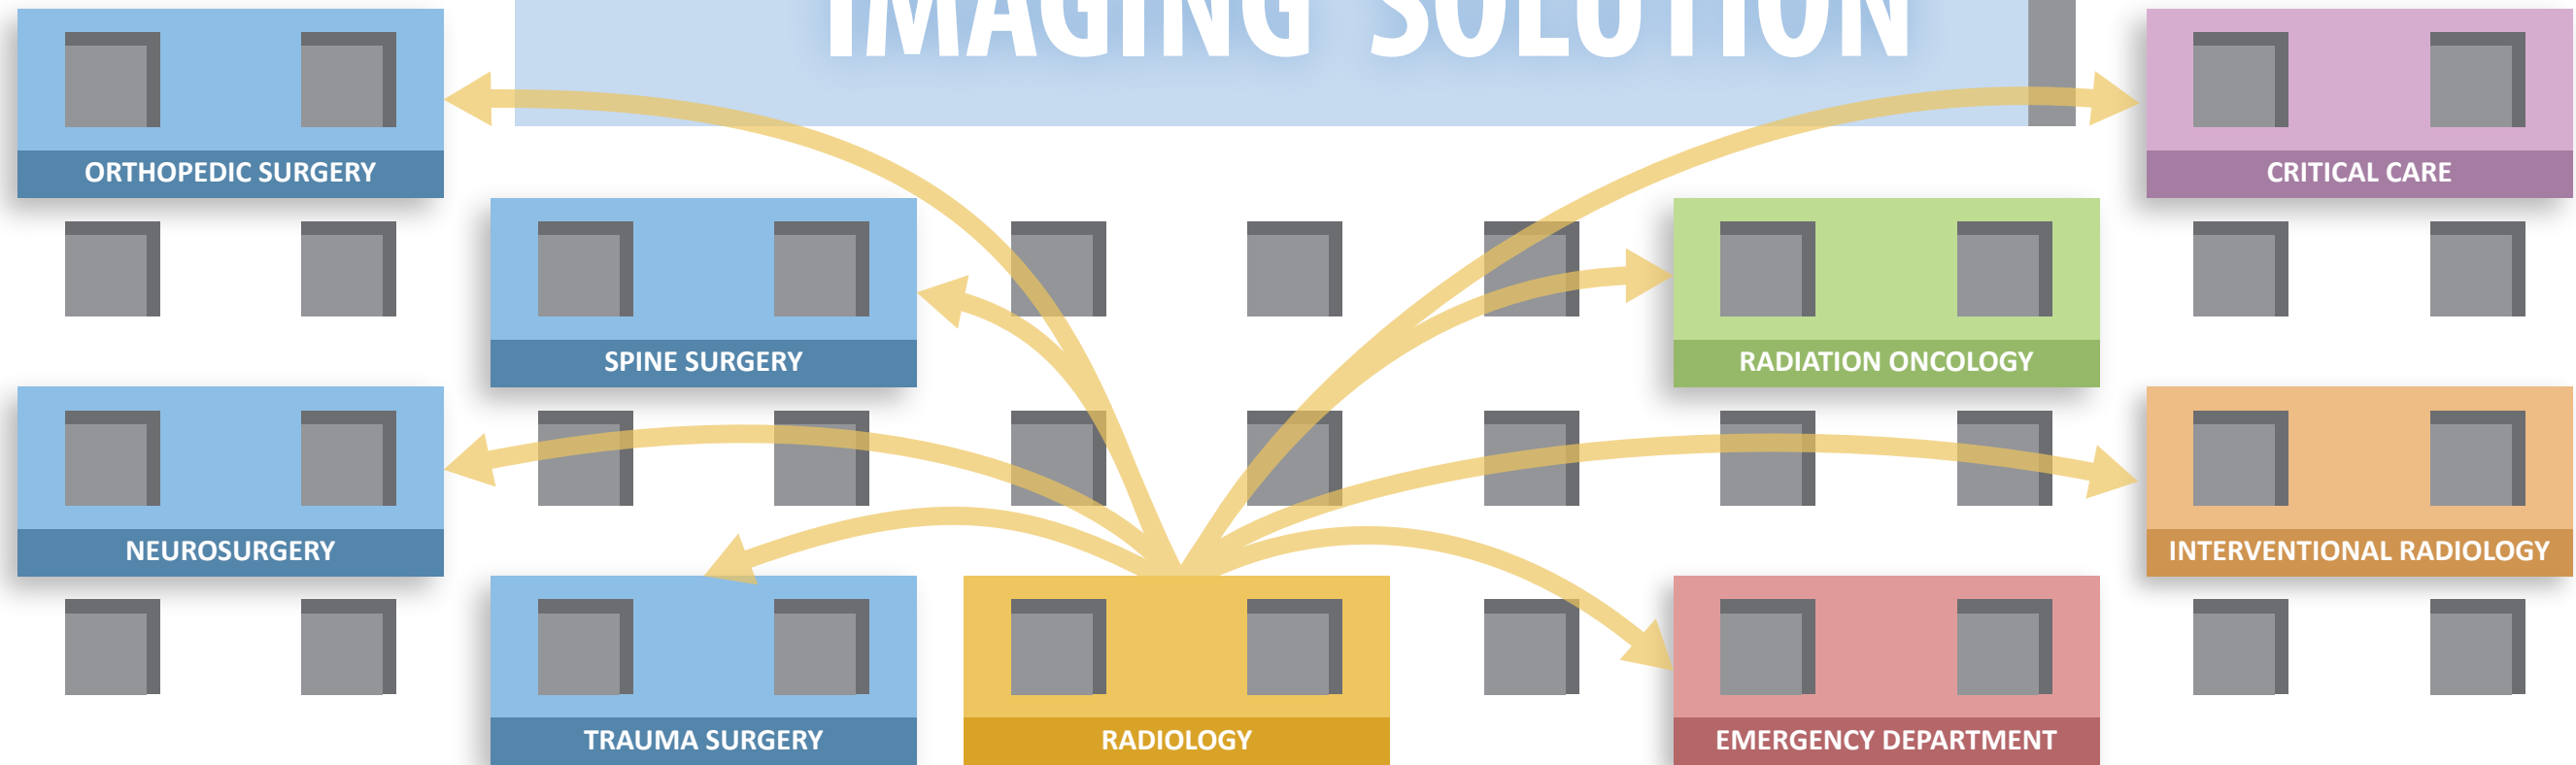 IMAGING SOLUTION
ORTHOPEDIC SURGERY
CRITICAL CARE
SPINE SURGERY
RADIATION ONCOLOGY
NEUROSURGERY
INTERVENTIONAL RADIOLOGY
TRAUMA SURGERY
RADIOLOGY
EMERGENCY DEPARTMENT